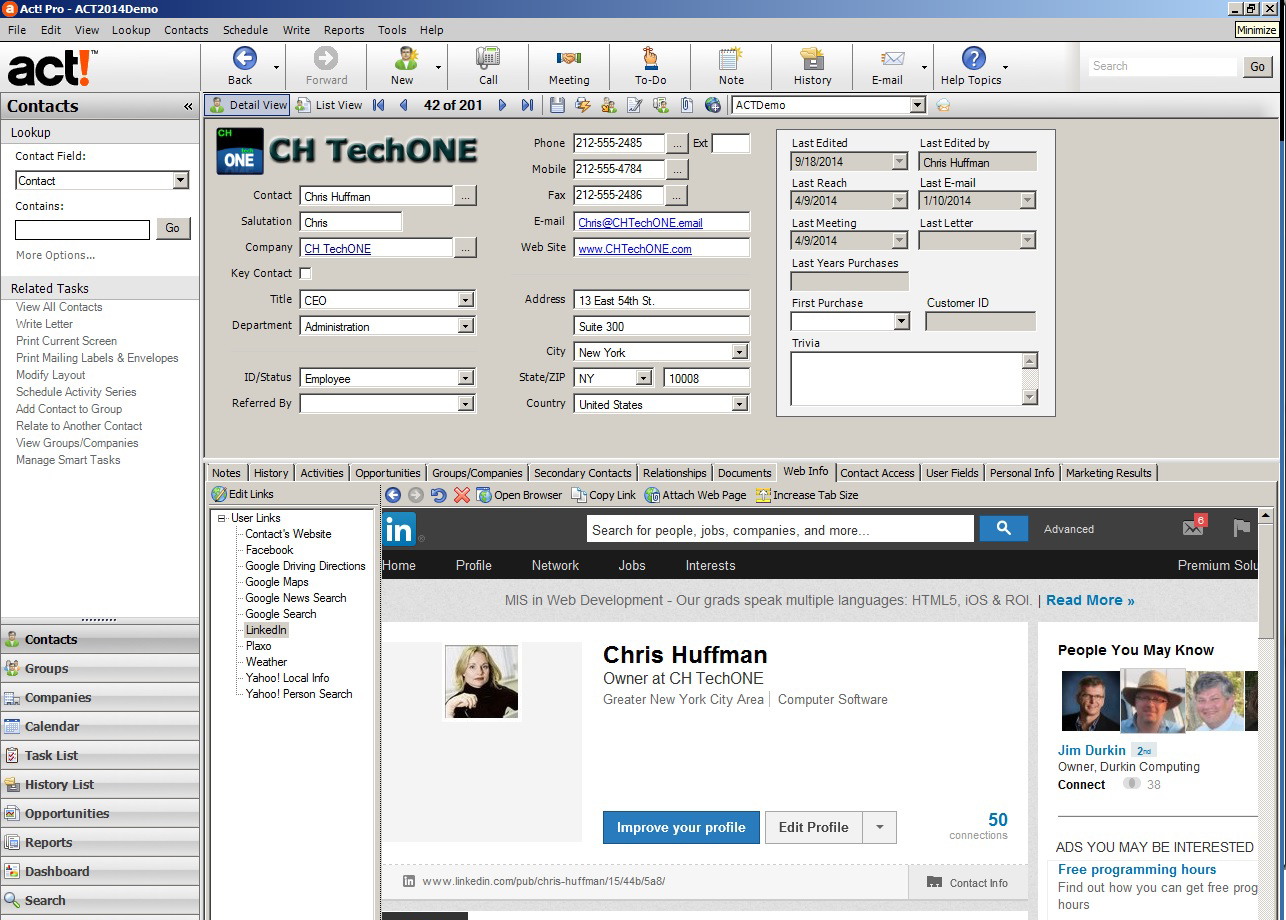 Act! Pro - ACT2014Demo
File Edit View Lookup Contacts Schedule Write Reports Tools Help
Minimize
act! ™
Back Forward New Call Meeting To-Do Note History E-mail Help Topics Search Go
Contacts «
Detail View List View 42 of 201 ACTDemo
Lookup
Contact Field:
Contact
Contains:
Go
More Options...
Related Tasks
View All Contacts
Write Letter
Print Current Screen
Print Mailing Labels & Envelopes
Modify Layout
Schedule Activity Series
Add Contact to Group
Relate to Another Contact
View Groups/Companies
Manage Smart Tasks
Contacts
Groups
Companies
Calendar
Task List
History List
Opportunities
Reports
Dashboard
Search
CH
tech
ONE
CH TechONE
Contact Chris Huffman ...
Salutation Chris
Company CH TechONE ...
Key Contact
Title CEO
Department Administration
ID/Status Employee
Referred By
Phone 212-555-2485 ... Ext
Mobile 212-555-4784 ...
Fax 212-555-2486 ...
E-mail Chris@CHTechONE.email
Web Site www.CHTechONE.com
Address 13 East 54th St.
Suite 300
City New York
State/ZIP NY 10008
Country United States
Last Edited Last Edited by
9/18/2014 Chris Huffman
Last Reach Last E-mail
4/9/2014 1/10/2014
Last Meeting Last Letter
4/9/2014
Last Years Purchases
First Purchase Customer ID
Trivia
Notes History Activities Opportunities Groups/Companies Secondary Contacts Relationships Documents Web Info Contact Access User Fields Personal Info Marketing Results
Edit Links
User Links
Contact's Website
Facebook
Google Driving Directions
Google Maps
Google News Search
Google Search
LinkedIn
Plaxo
Weather
Yahoo! Local Info
Yahoo! Person Search
Open Browser Copy Link Attach Web Page Increase Tab Size
in ® Search for people, jobs, companies, and more... Advanced 6
Home Profile Network Jobs Interests Premium Solu
MIS in Web Development - Our grads speak multiple languages: HTML5, iOS & ROI. | Read More »
Chris Huffman
Owner at CH TechONE
Greater New York City Area | Computer Software
Improve your profile Edit Profile
50
connections
www.linkedin.com/pub/chris-huffman/15/44b/5a8/ Contact Info
People You May Know
Jim Durkin 2nd
Owner, Durkin Computing
Connect 38
ADS YOU MAY BE INTERESTED
Free programming hours
Find out how you can get free prog
hours